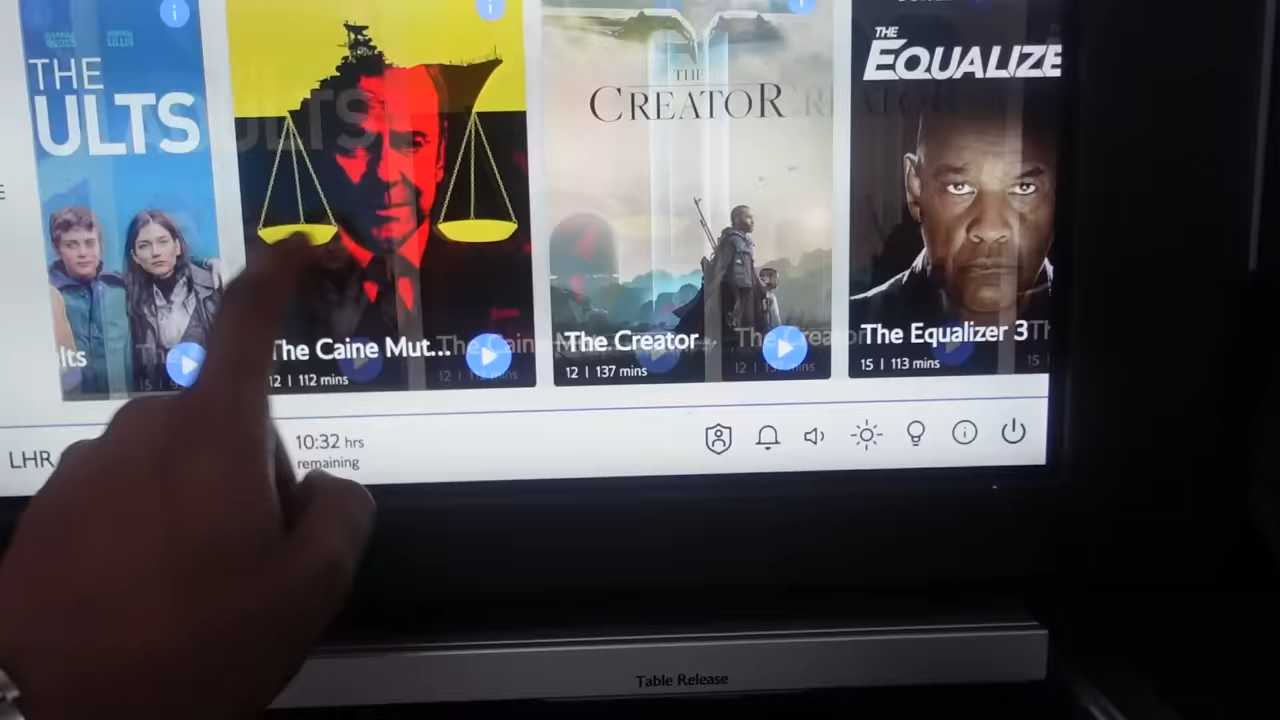 THE
ULTS
THE
CREATOR
THE
EQUALIZE
lts
The Caine Mut...
12 | 112 mins
The Creator
12 | 137 mins
The Equalizer 3
15 | 113 mins
LHR
10:32 hrs
remaining
Table Release